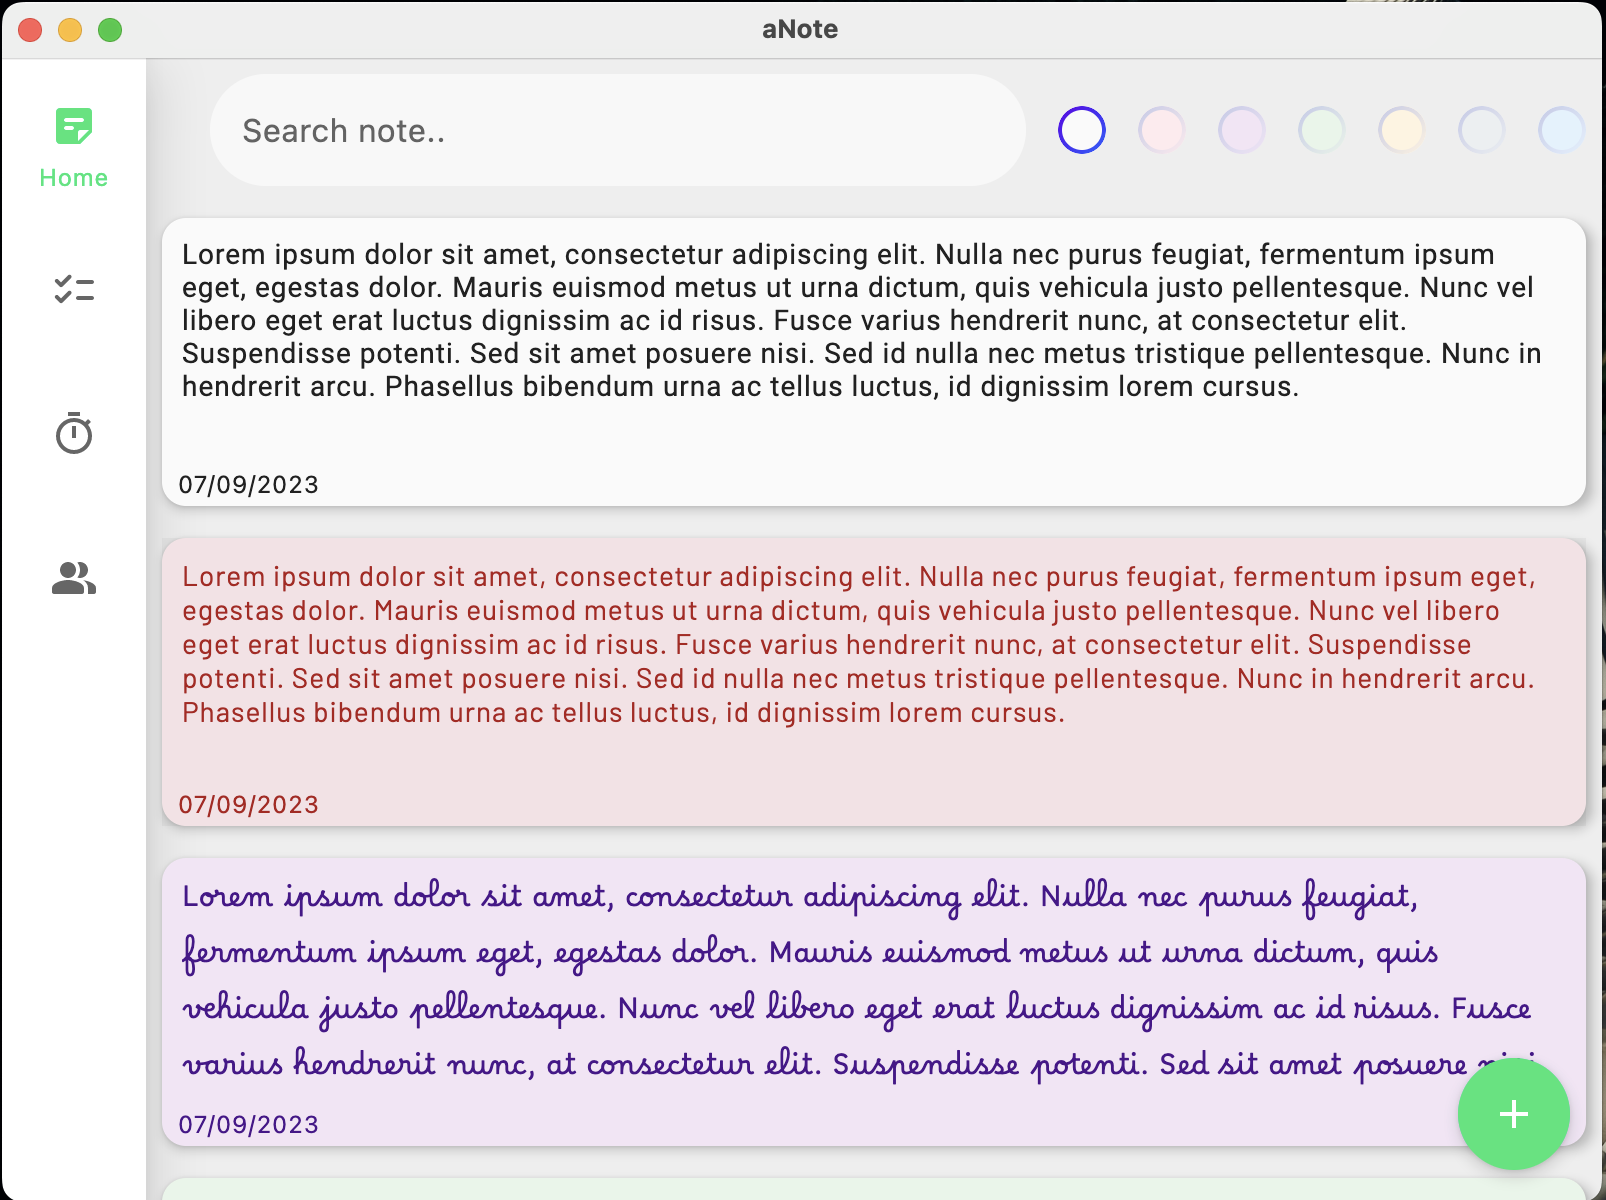 aNote
Home
Search note..
Lorem ipsum dolor sit amet, consectetur adipiscing elit. Nulla nec purus feugiat, fermentum ipsum
eget, egestas dolor. Mauris euismod metus ut urna dictum, quis vehicula justo pellentesque. Nunc vel
libero eget erat luctus dignissim ac id risus. Fusce varius hendrerit nunc, at consectetur elit.
Suspendisse potenti. Sed sit amet posuere nisi. Sed id nulla nec metus tristique pellentesque. Nunc in
hendrerit arcu. Phasellus bibendum urna ac tellus luctus, id dignissim lorem cursus.
07/09/2023
Lorem ipsum dolor sit amet, consectetur adipiscing elit. Nulla nec purus feugiat, fermentum ipsum eget,
egestas dolor. Mauris euismod metus ut urna dictum, quis vehicula justo pellentesque. Nunc vel libero
eget erat luctus dignissim ac id risus. Fusce varius hendrerit nunc, at consectetur elit. Suspendisse
potenti. Sed sit amet posuere nisi. Sed id nulla nec metus tristique pellentesque. Nunc in hendrerit arcu.
Phasellus bibendum urna ac tellus luctus, id dignissim lorem cursus.
07/09/2023
Lorem ipsum dolor sit amet, consectetur adipiscing elit. Nulla nec purus feugiat,
fermentum ipsum eget, egestas dolor. Mauris euismod metus ut urna dictum, quis
vehicula justo pellentesque. Nunc vel libero eget erat luctus dignissim ac id risus. Fusce
varius hendrerit nunc, at consectetur elit. Suspendisse potenti. Sed sit amet posuere
07/09/2023